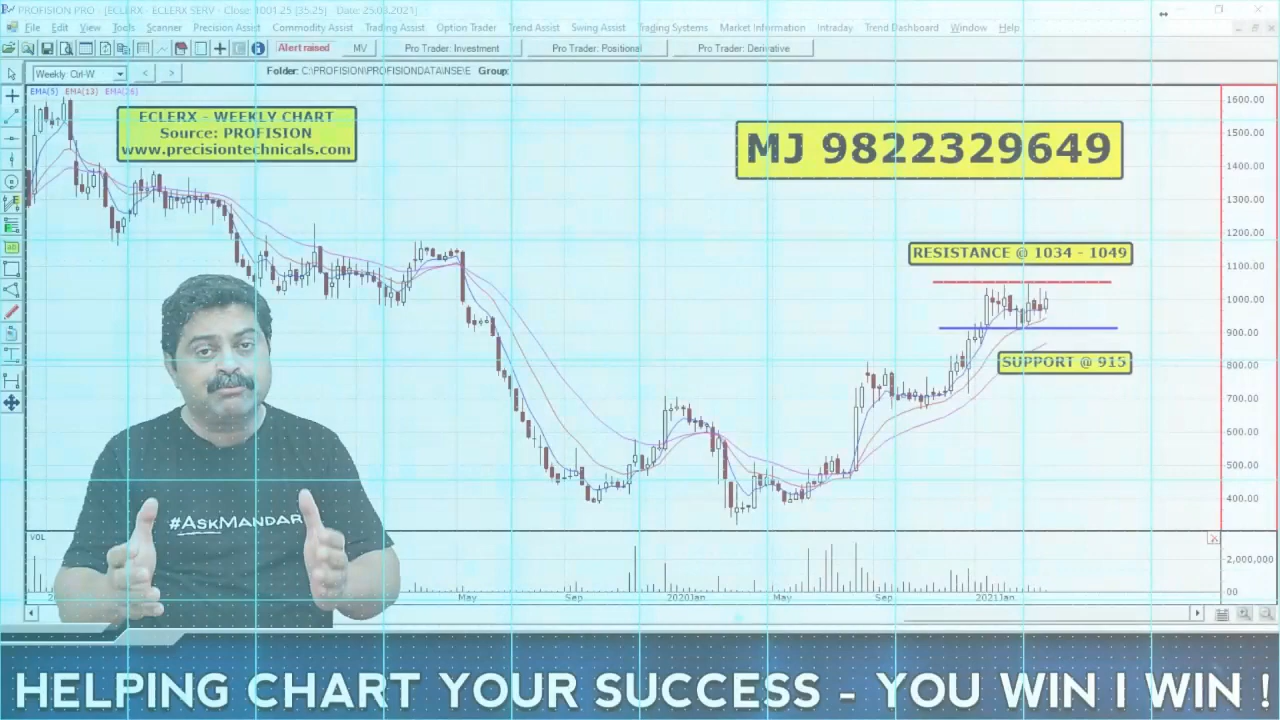 PROFISION PRO - [ECLERX - ECLERX SERV - Close: 1001.25 [35.25] Date: 25.03.2021]
File Edit View Tools Scanner Precision Assist Commodity Assist Trading Assist Option Trader Trend Assist Swing Assist Trading Systems Market Information Intraday Trend Dashboard Window Help
Alert raised MV Pro Trader: Investment Pro Trader: Positional Pro Trader: Derivative
Weekly: Ctrl-W < > Folder: C:\PROFISION\PROFISIONDATA\NSE\E Group:
EMA(5) EMA(13) EMA(26)
ECLERX - WEEKLY CHART
Source: PROFISION
www.precisiontechnicals.com
MJ 9822329649
RESISTANCE @ 1034 - 1049
SUPPORT @ 915
1600.00
1500.00
1400.00
1300.00
1200.00
1100.00
1000.00
900.00
800.00
700.00
600.00
500.00
400.00
#AskMandar
VOL
2,000,000
00
May Sep 2020Jan May Sep 2021Jan
HELPING CHART YOUR SUCCESS - YOU WIN I WIN !